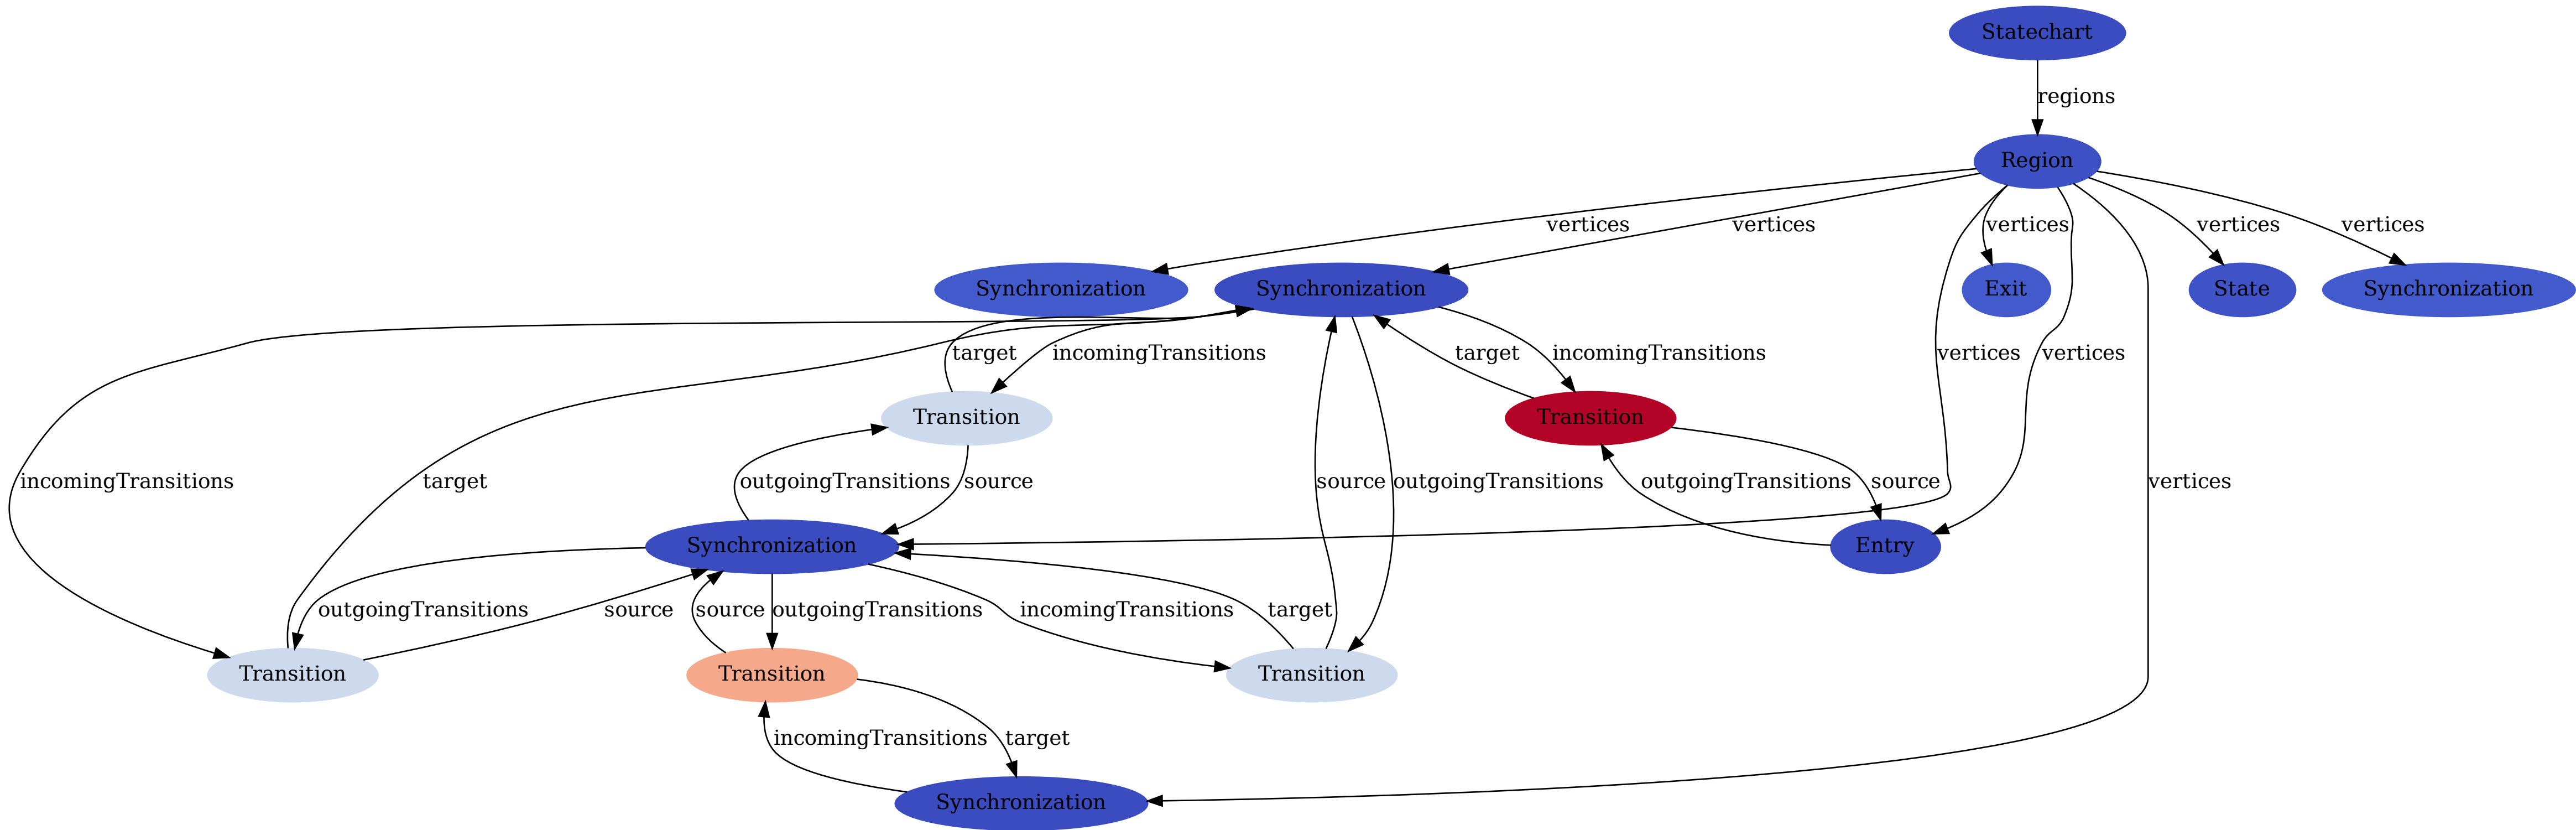 Statechart
regions
Region
vertices
vertices
vertices
vertices
vertices
Synchronization
Synchronization
Exit
State
Synchronization
target
incomingTransitions
target
incomingTransitions
vertices
vertices
Transition
Transition
incomingTransitions
target
outgoingTransitions
source
source
outgoingTransitions
outgoingTransitions
source
vertices
Synchronization
Entry
outgoingTransitions
source
source
outgoingTransitions
incomingTransitions
target
Transition
Transition
Transition
incomingTransitions
target
Synchronization